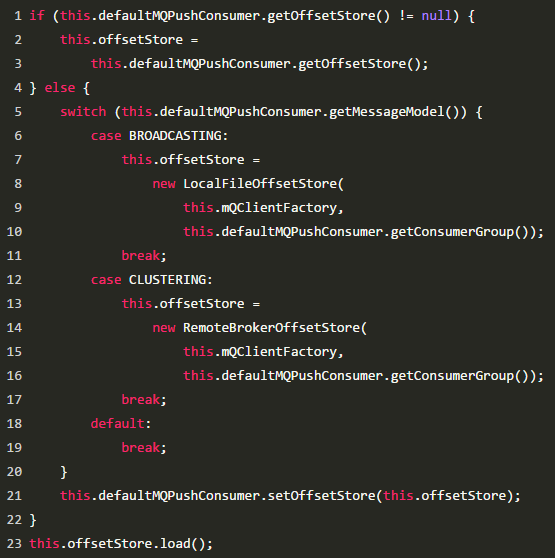 1 if (this.defaultMQPushConsumer.getOffsetStore() != null) {
2     this.offsetStore =
3         this.defaultMQPushConsumer.getOffsetStore();
4 } else {
5     switch (this.defaultMQPushConsumer.getMessageModel()) {
6         case BROADCASTING:
7             this.offsetStore =
8                 new LocalFileOffsetStore(
9                     this.mQClientFactory,
10                     this.defaultMQPushConsumer.getConsumerGroup());
11             break;
12         case CLUSTERING:
13             this.offsetStore =
14                 new RemoteBrokerOffsetStore(
15                     this.mQClientFactory,
16                     this.defaultMQPushConsumer.getConsumerGroup());
17             break;
18         default:
19             break;
20     }
21     this.defaultMQPushConsumer.setOffsetStore(this.offsetStore);
22 }
23 this.offsetStore.load();